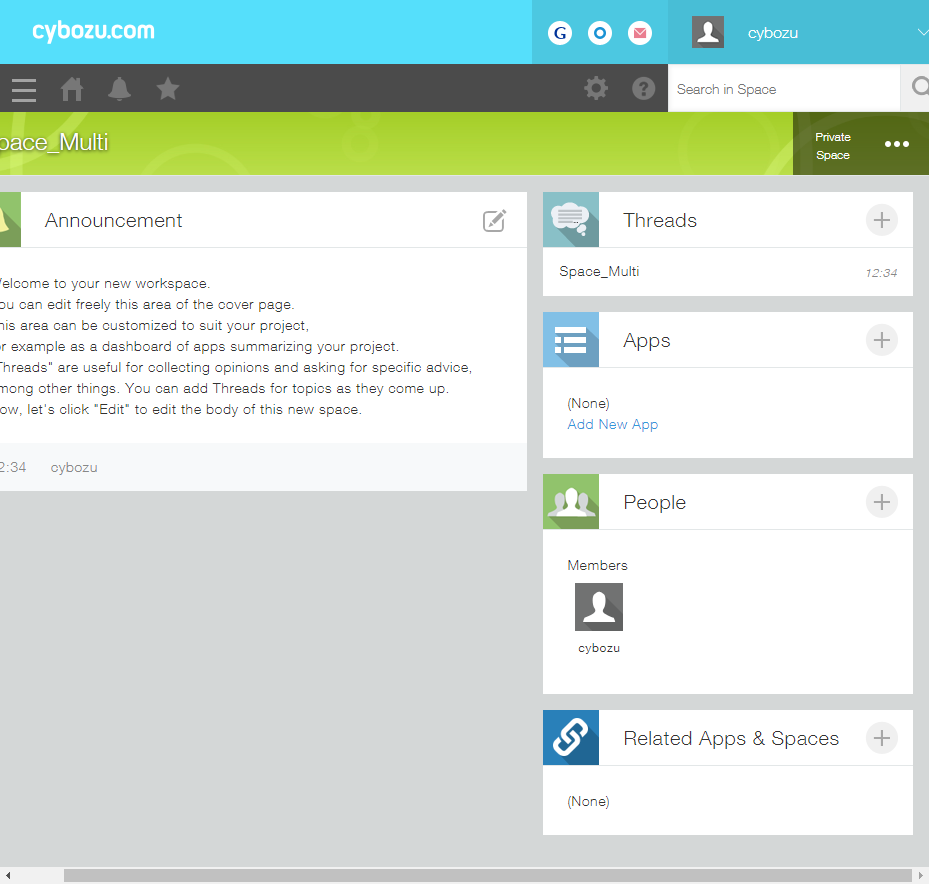 cybozu.com
G
cybozu
?
Search in Space
pace_Multi
Private
Space
Announcement
elcome to your new workspace.
ou can edit freely this area of the cover page.
his area can be customized to suit your project,
or example as a dashboard of apps summarizing your project.
Threads" are useful for collecting opinions and asking for specific advice,
mong other things. You can add Threads for topics as they come up.
ow, let's click "Edit" to edit the body of this new space.
2:34 cybozu
Threads
Space_Multi 12:34
Apps
(None)
Add New App
People
Members
cybozu
Related Apps & Spaces
(None)